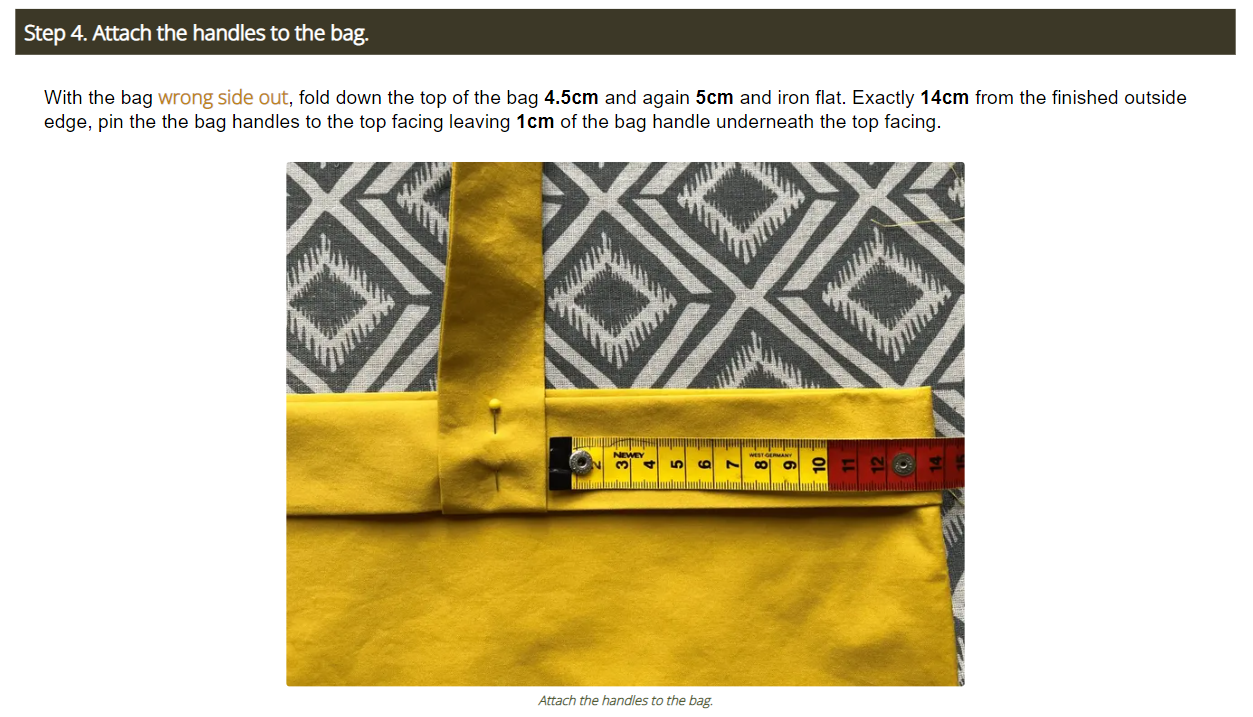 Step 4. Attach the handles to the bag.
With the bag wrong side out, fold down the top of the bag 4.5cm and again 5cm and iron flat. Exactly 14cm from the finished outside
edge, pin the the bag handles to the top facing leaving 1cm of the bag handle underneath the top facing.
NEWEY
WEST GERMANY
2 3 4 5 6 7 8 9 10 11 12 14 15
Attach the handles to the bag.